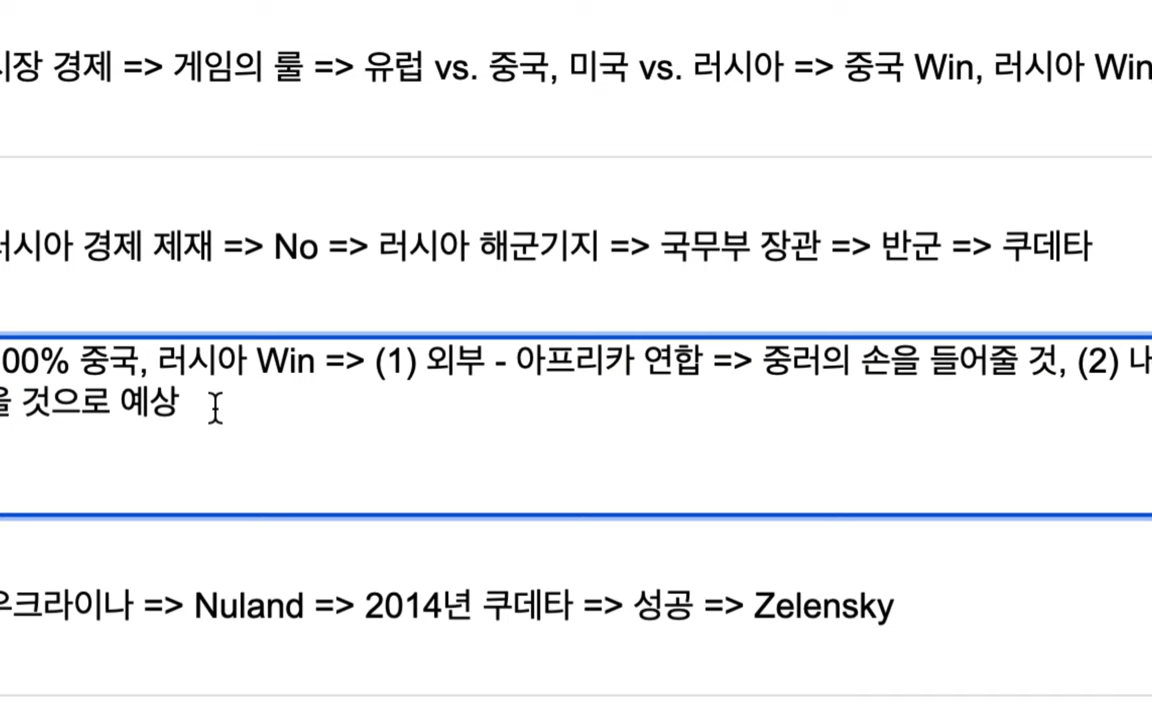 시장 경제 => 게임의 룰 => 유럽 vs. 중국, 미국 vs. 러시아 => 중국 Win, 러시아 Win
러시아 경제 제재 => No => 러시아 해군기지 => 국무부 장관 => 반군 => 쿠데타
00% 중국, 러시아 Win => (1) 외부 - 아프리카 연합 => 중러의 손을 들어줄 것, (2)
것으로 예상
우크라이나 => Nuland => 2014년 쿠데타 => 성공 => Zelensky